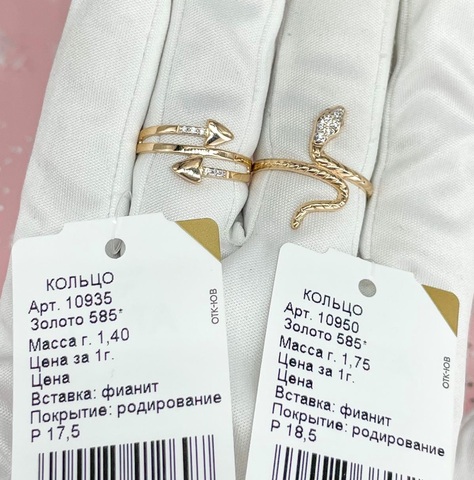 КОЛЬЦО
Арт. 10935
Золото 585*
Масса г. 1,40
Цена за 1г.
Цена
Вставка: фианит
Покрытие: родирование
Р 17,5
ОТК-ЮВ
КОЛЬЦО
Арт. 10950
Золото 585*
Масса г. 1,75
Цена за 1г.
Цена
Вставка: фианит
Покрытие: родирование
Р 18,5
ОТК-ЮВ